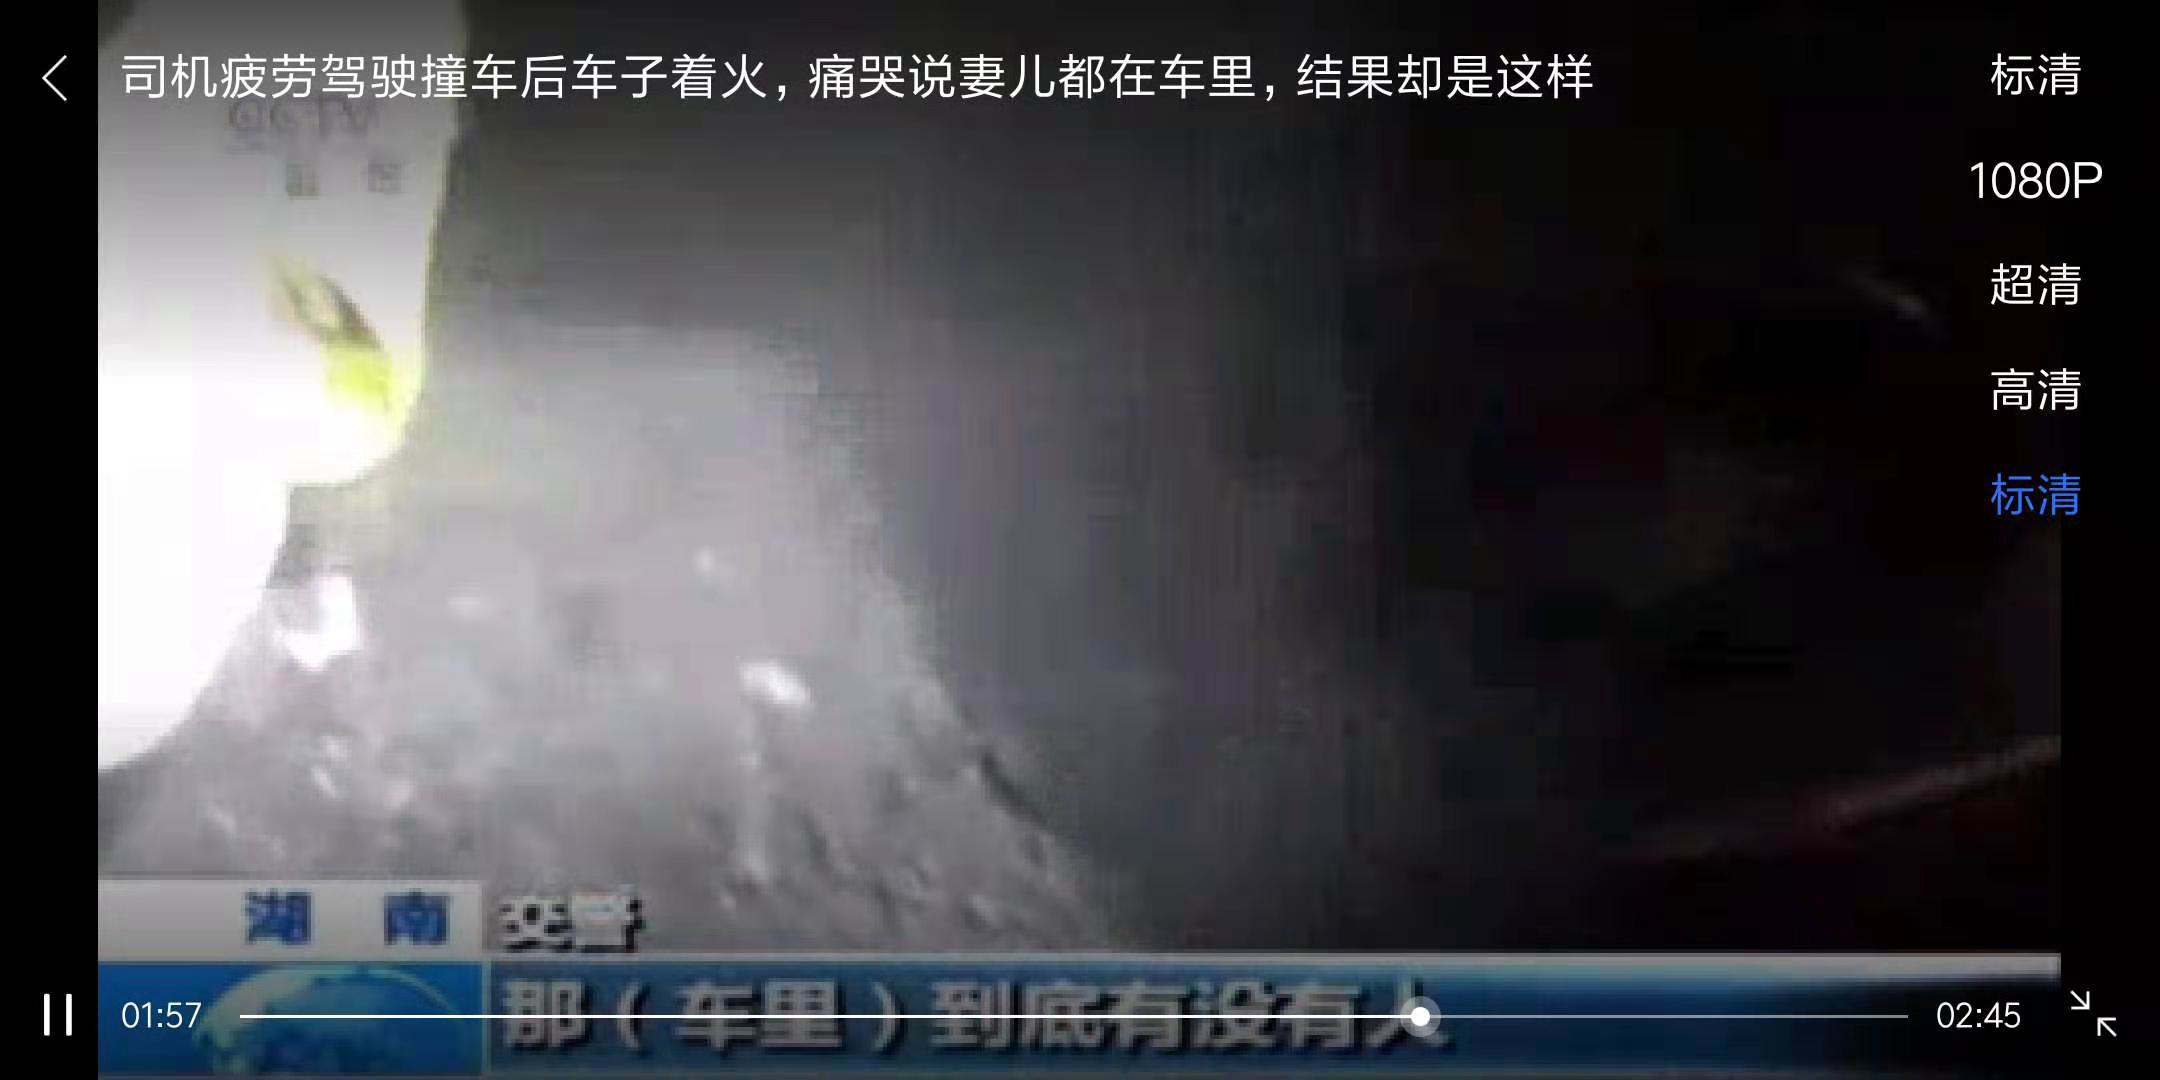 司机疲劳驾驶撞车后车子着火，痛哭说妻儿都在车里，结果却是这样
标清
1080P
超清
高清
标清
湖 南
交警
那（车里）到底有没有人
01:57
02:45